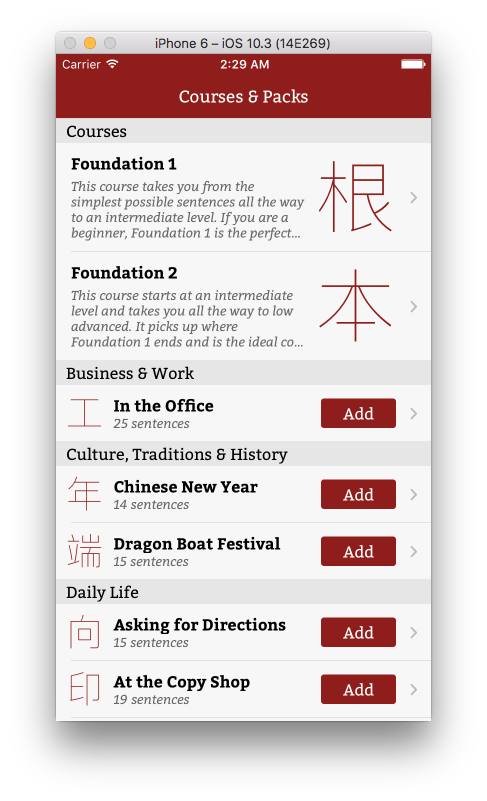 iPhone 6 – iOS 10.3 (14E269)
Carrier 2:29 AM
Courses & Packs
Courses
Foundation 1
This course takes you from the
simplest possible sentences all the way
to an intermediate level. If you are a
beginner, Foundation 1 is the perfect...
根
Foundation 2
This course starts at an intermediate
level and takes you all the way to low
advanced. It picks up where
Foundation 1 ends and is the ideal co...
本
Business & Work
工
In the Office
25 sentences
Add
Culture, Traditions & History
年
Chinese New Year
14 sentences
Add
端
Dragon Boat Festival
15 sentences
Add
Daily Life
向
Asking for Directions
15 sentences
Add
印
At the Copy Shop
19 sentences
Add